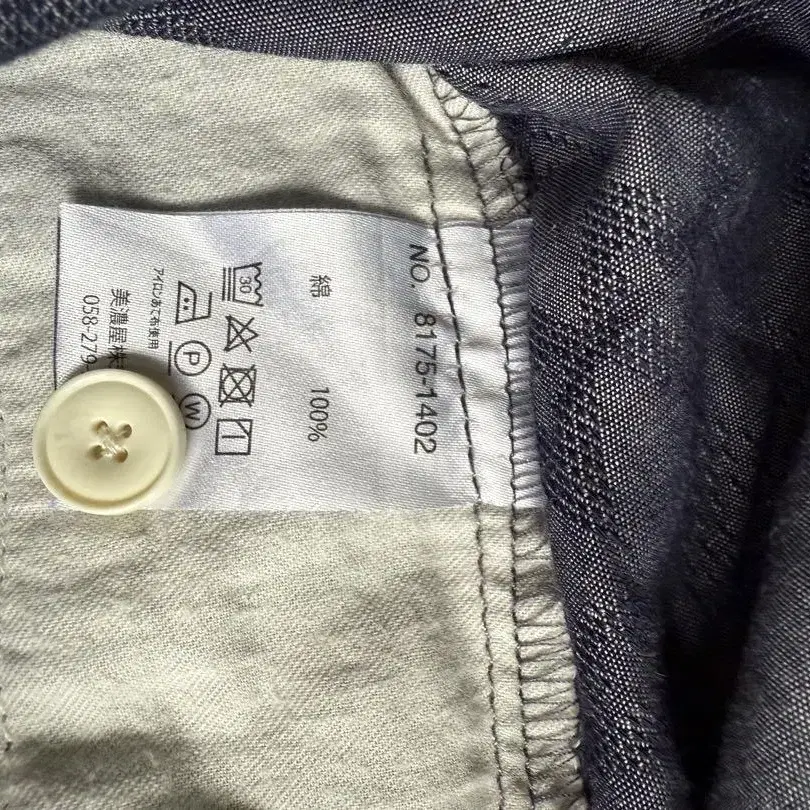 NO. 8175-1402
綿 100%
30
P W
アイロンあて布使用
美濃屋株
058-279-